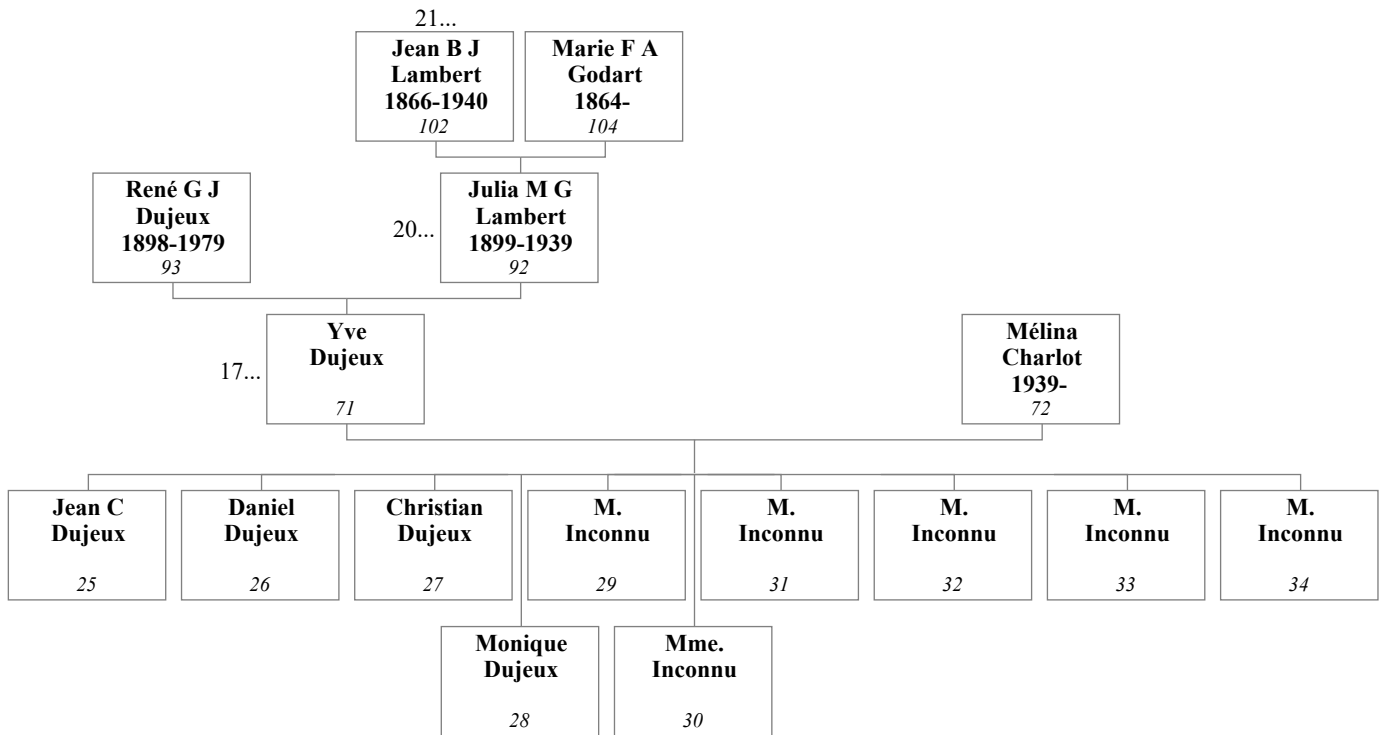 21...
Jean B J
Lambert
1866-1940
102
Marie F A
Godart
1864-
104
René G J
Dujeux
1898-1979
93
20...
Julia M G
Lambert
1899-1939
92
17...
Yve
Dujeux
71
Mélina
Charlot
1939-
72
Jean C
Dujeux
25
Daniel
Dujeux
26
Christian
Dujeux
27
M.
Inconnu
29
M.
Inconnu
31
M.
Inconnu
32
M.
Inconnu
33
M.
Inconnu
34
Monique
Dujeux
28
Mme.
Inconnu
30